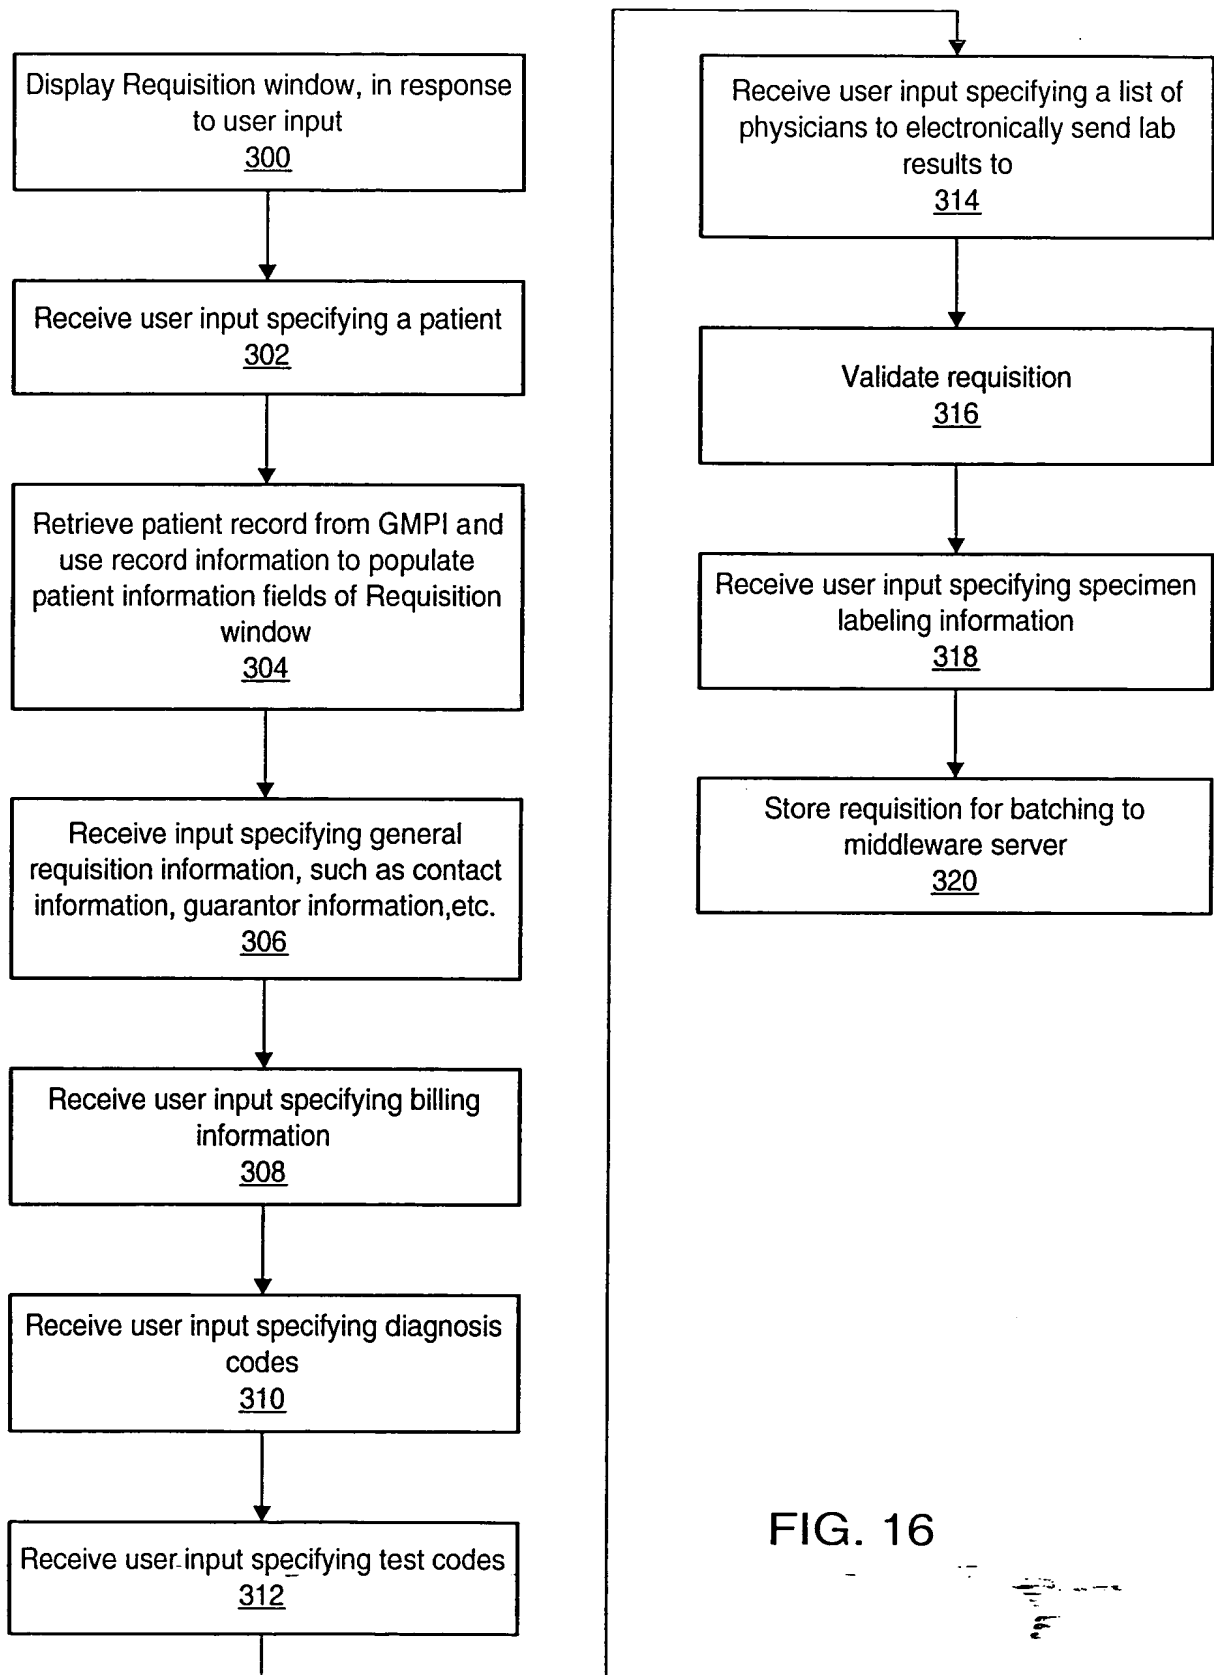 Display Requisition window, in response
to user input
300
Receive user input specifying a patient
302
Retrieve patient record from GMPI and
use record information to populate
patient information fields of Requisition
window
304
Receive input specifying general
requisition information, such as contact
information, guarantor information,etc.
306
Receive user input specifying billing
information
308
Receive user input specifying diagnosis
codes
310
Receive user input specifying test codes
312
Receive user input specifying a list of
physicians to electronically send lab
results to
314
Validate requisition
316
Receive user input specifying specimen
labeling information
318
Store requisition for batching to
middleware server
320
FIG. 16